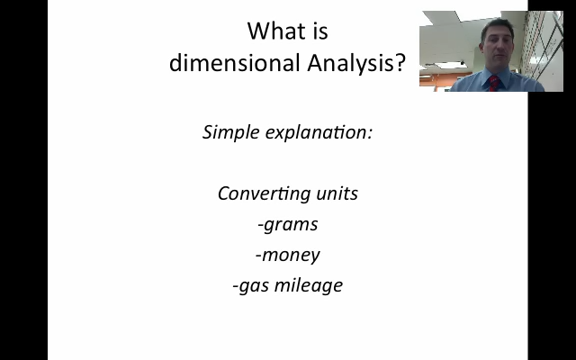 What is
dimensional Analysis?
Simple explanation:
Converting units
-grams
-money
-gas mileage